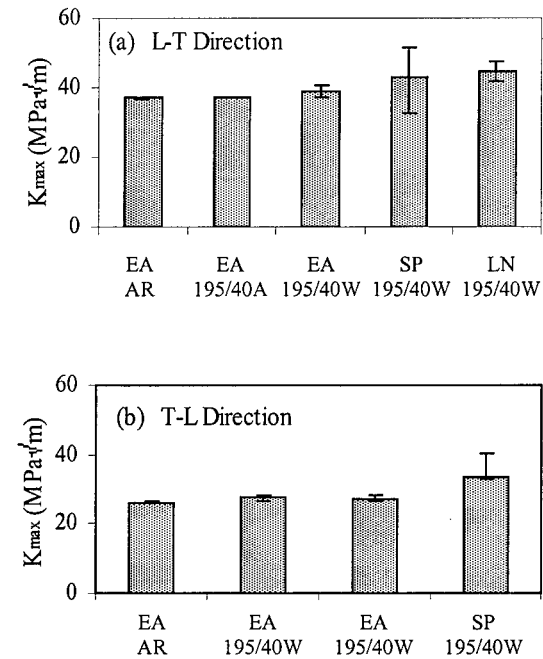 60
(a) L-T Direction
40
20
0
Kmax (MPa√m)
EA EA EA SP LN
AR 195/40A 195/40W 195/40W 195/40W
60
(b) T-L Direction
40
20
0
Kmax (MPa√m)
EA EA EA SP
AR 195/40W 195/40W 195/40W